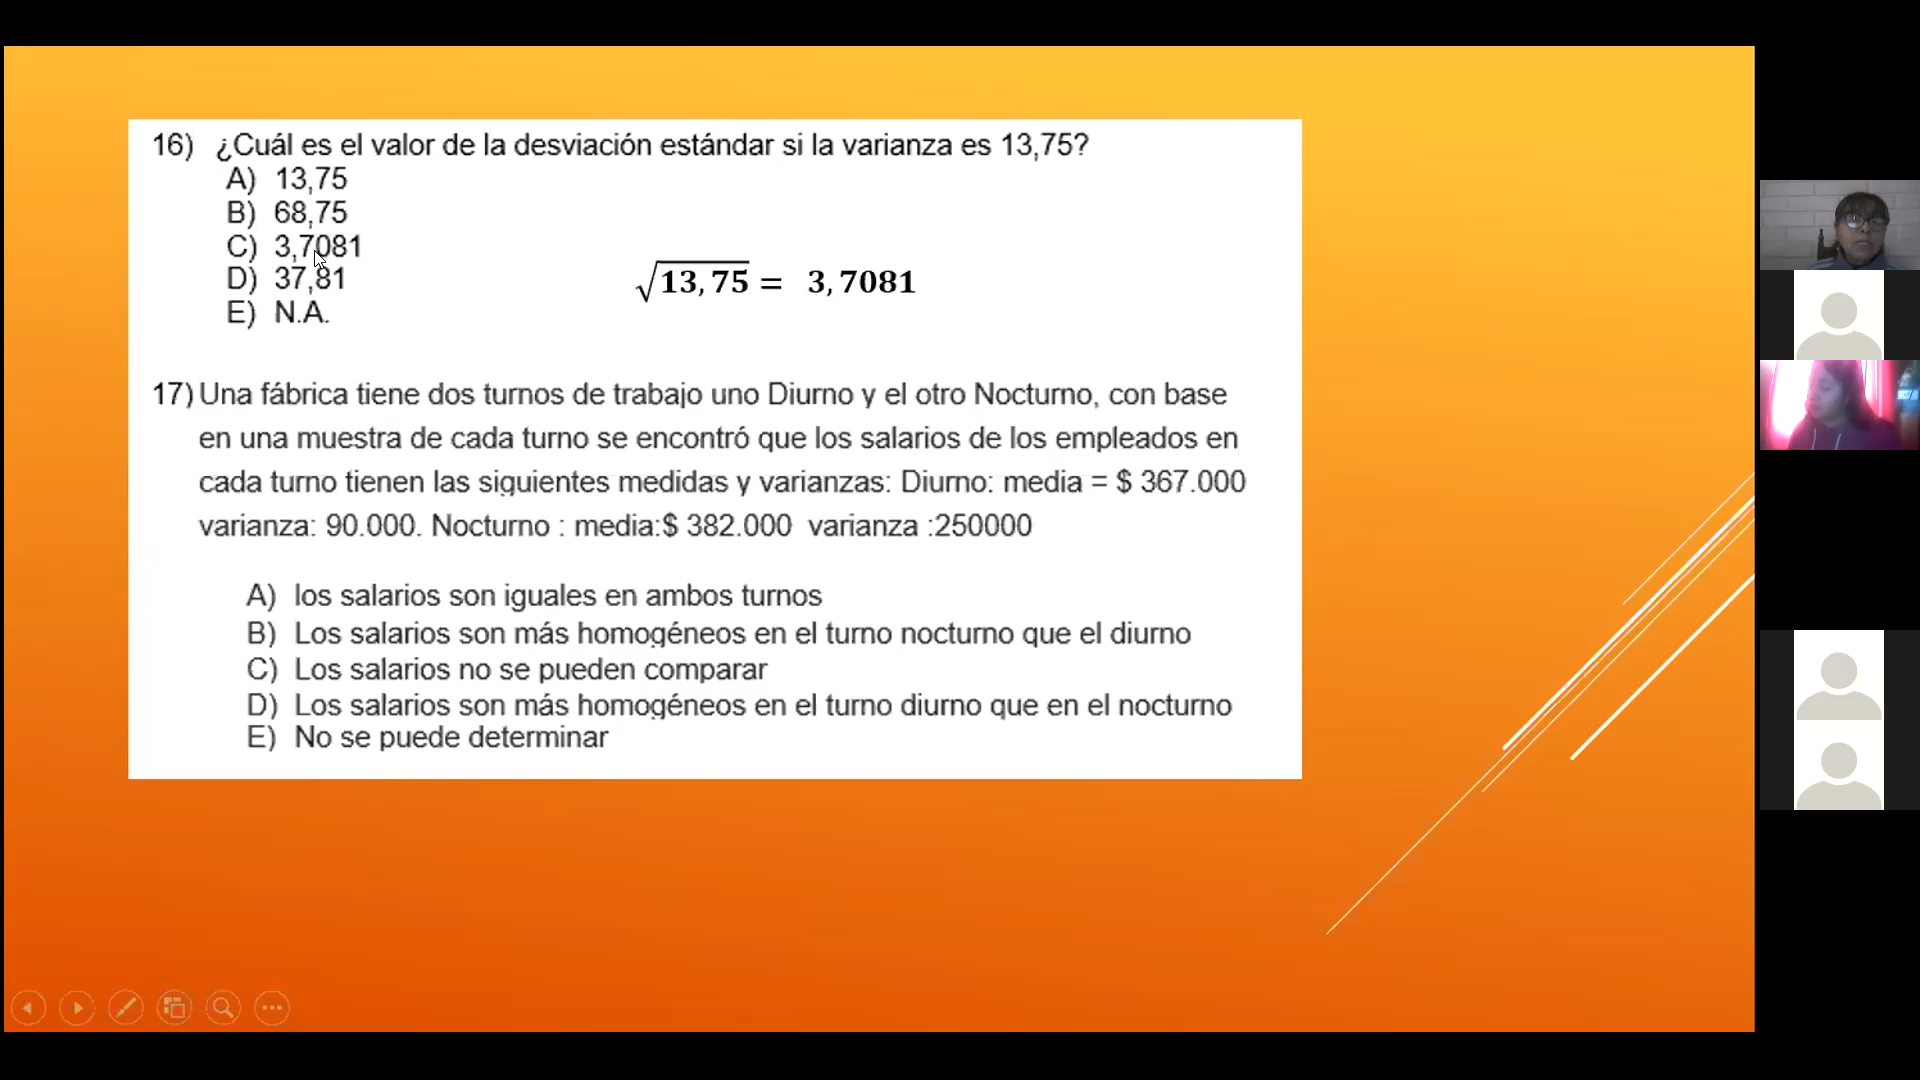 16) ¿Cuál es el valor de la desviación estándar si la varianza es 13,75?
A) 13,75
B) 68,75
C) 3,7081
D) 37,81
E) N.A.
√13,75 = 3,7081
17) Una fábrica tiene dos turnos de trabajo uno Diurno y el otro Nocturno, con base
en una muestra de cada turno se encontró que los salarios de los empleados en
cada turno tienen las siguientes medidas y varianzas: Diurno: media = $ 367.000
varianza: 90.000. Nocturno : media:$ 382.000 varianza :250000
A) los salarios son iguales en ambos turnos
B) Los salarios son más homogéneos en el turno nocturno que el diurno
C) Los salarios no se pueden comparar
D) Los salarios son más homogéneos en el turno diurno que en el nocturno
E) No se puede determinar